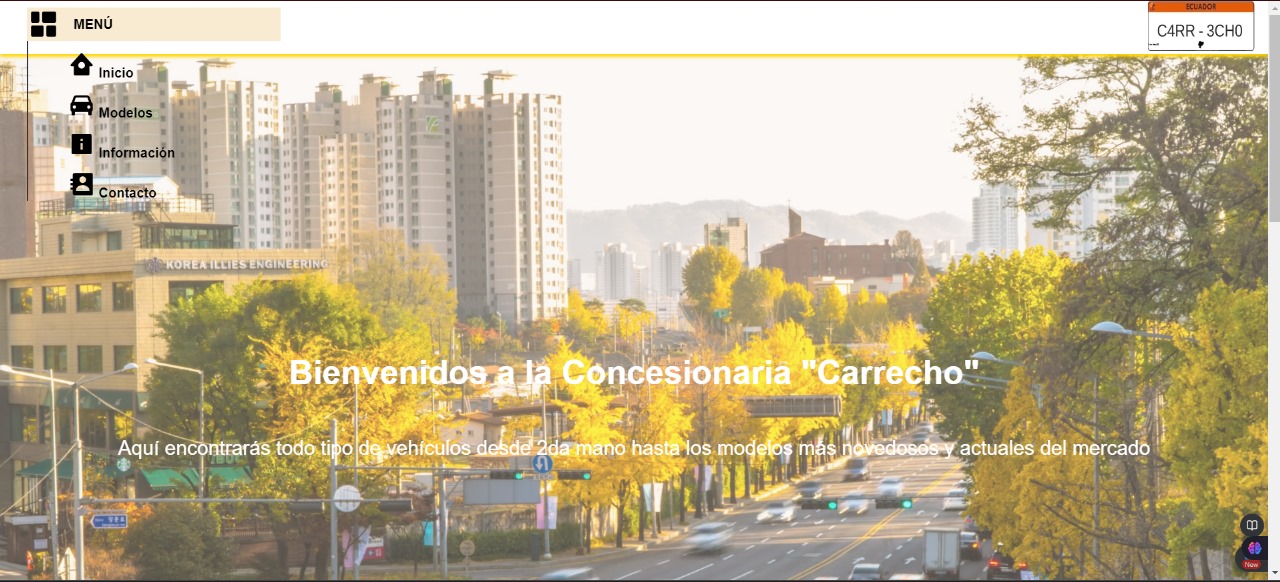 MENÚ
ECUADOR
C4RR - 3CH0
Inicio
Modelos
Información
Contacto
KOREA ILLIES ENGINEERING
Bienvenidos a la Concesionaria "Carrecho"
Aquí encontrarás todo tipo de vehículos desde 2da mano hasta los modelos más novedosos y actuales del mercado
New